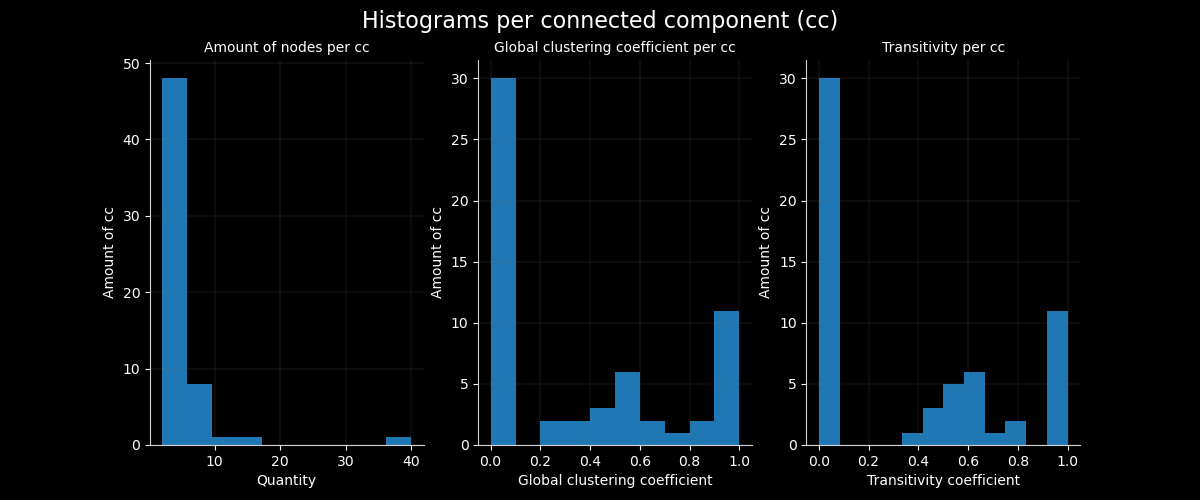 Histograms per connected component (cc)
Amount of nodes per cc
Global clustering coefficient per cc
Transitivity per cc
Amount of cc
50
40
30
20
10
0
10 20 30 40
Quantity
Amount of cc
30
25
20
15
10
5
0
0.0 0.2 0.4 0.6 0.8 1.0
Global clustering coefficient
Amount of cc
30
25
20
15
10
5
0
0.0 0.2 0.4 0.6 0.8 1.0
Transitivity coefficient